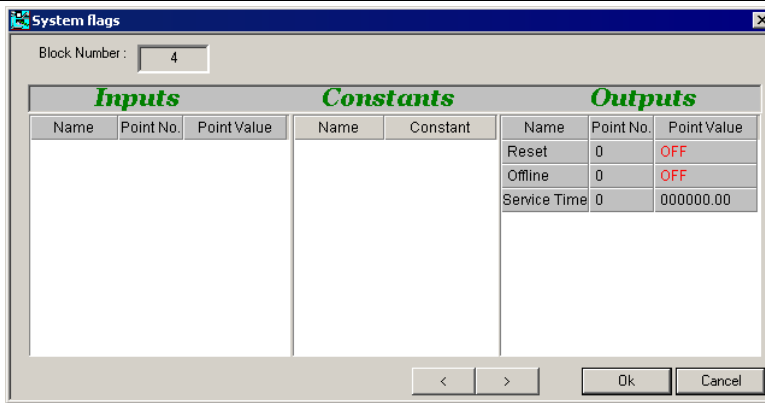 System flags
Block Number : 4
Inputs Constants Outputs
Name Point No. Point Value Name Constant Name Point No. Point Value
Reset 0 OFF
Offline 0 OFF
Service Time 0 000000.00
< > Ok Cancel